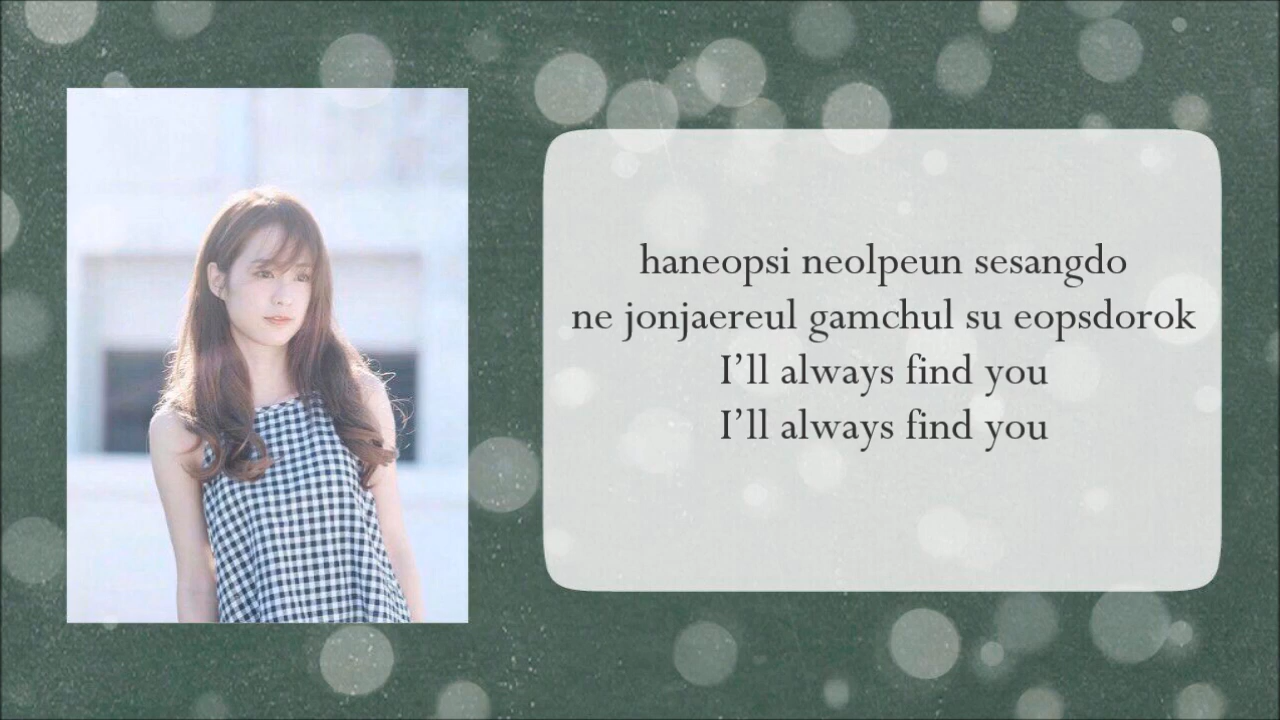 haneopsi neolpeun sesangdo
ne jonjaereul gamchul su eopsdorok
I’ll always find you
I’ll always find you